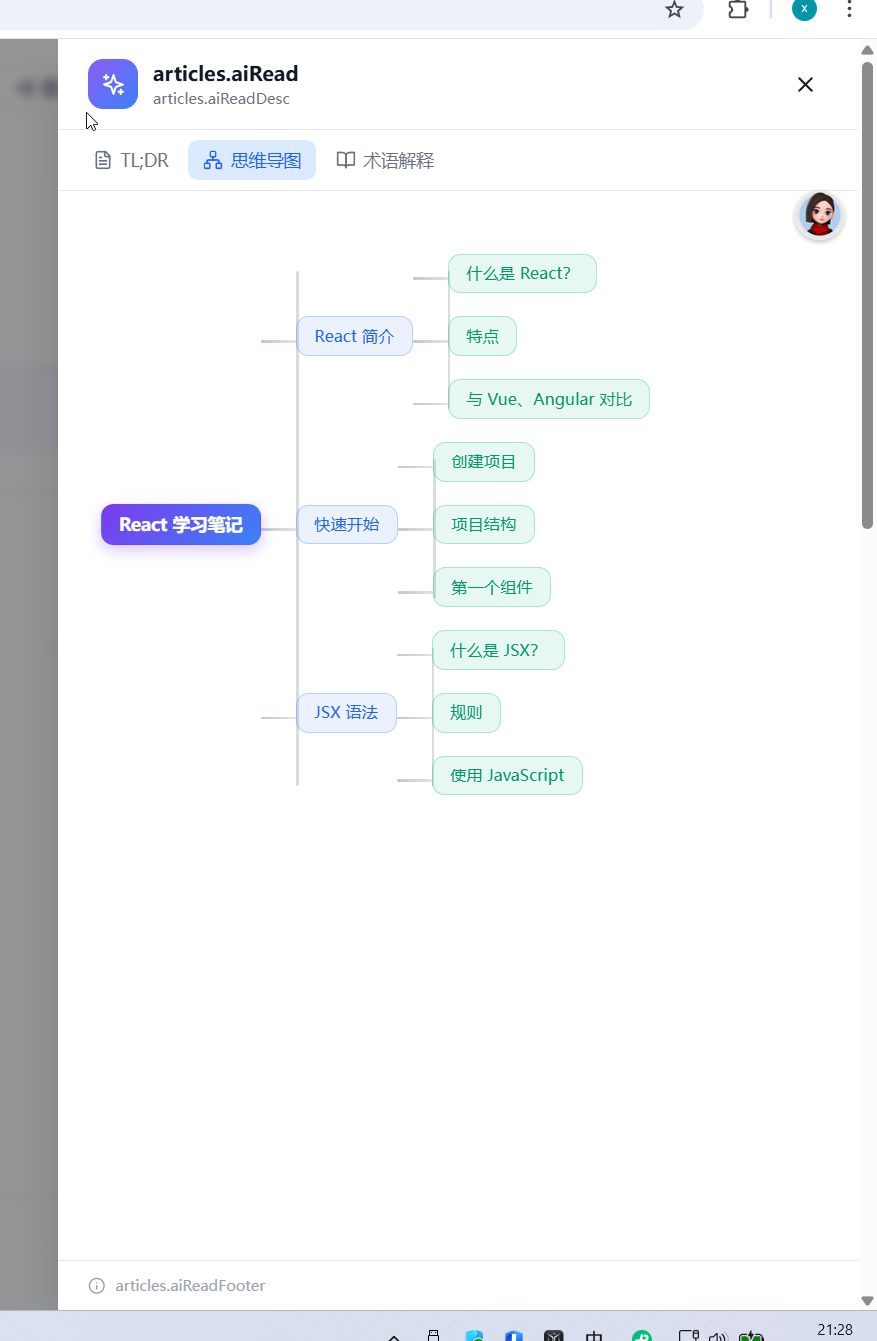 x
articles.aiRead
articles.aiReadDesc
TL;DR
思维导图
术语解释
什么是 React?
React 简介
特点
与 Vue、Angular 对比
创建项目
React 学习笔记
快速开始
项目结构
第一个组件
什么是 JSX?
JSX 语法
规则
使用 JavaScript
articles.aiReadFooter
中
21:28